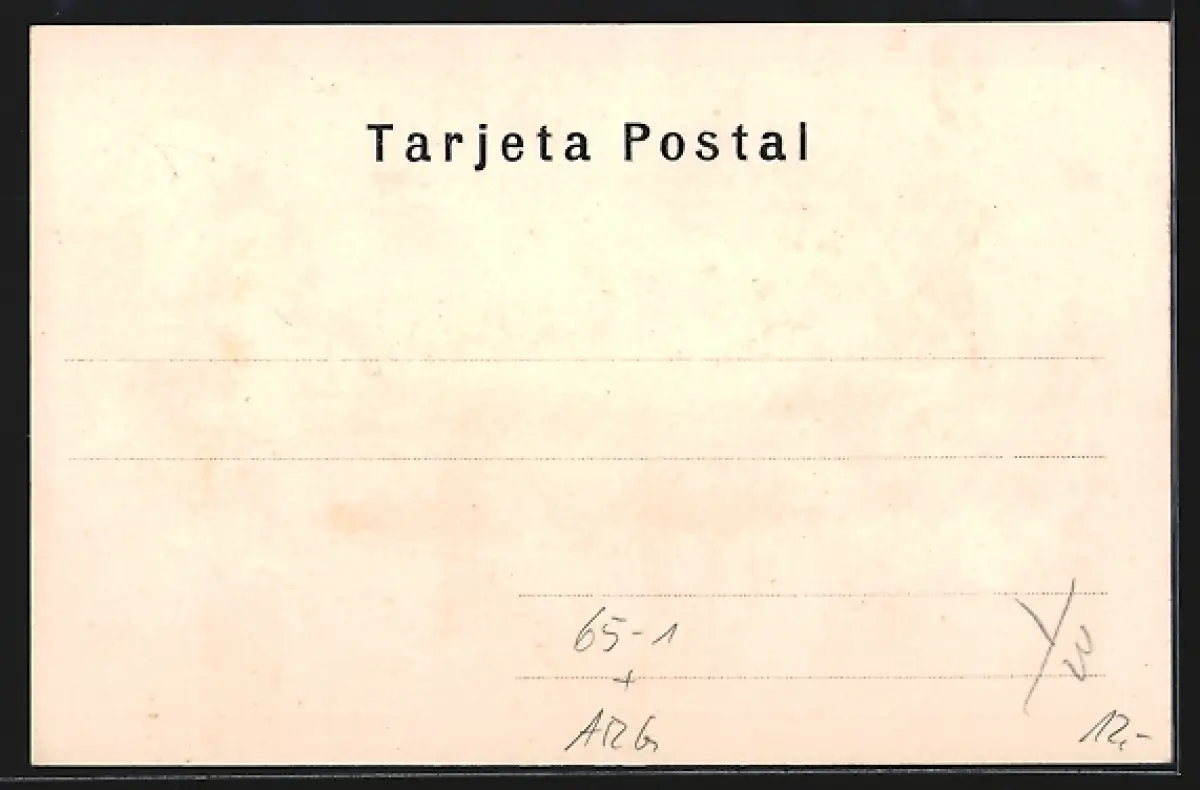 Tarjeta Postal
65-1
+
ARG
12,-